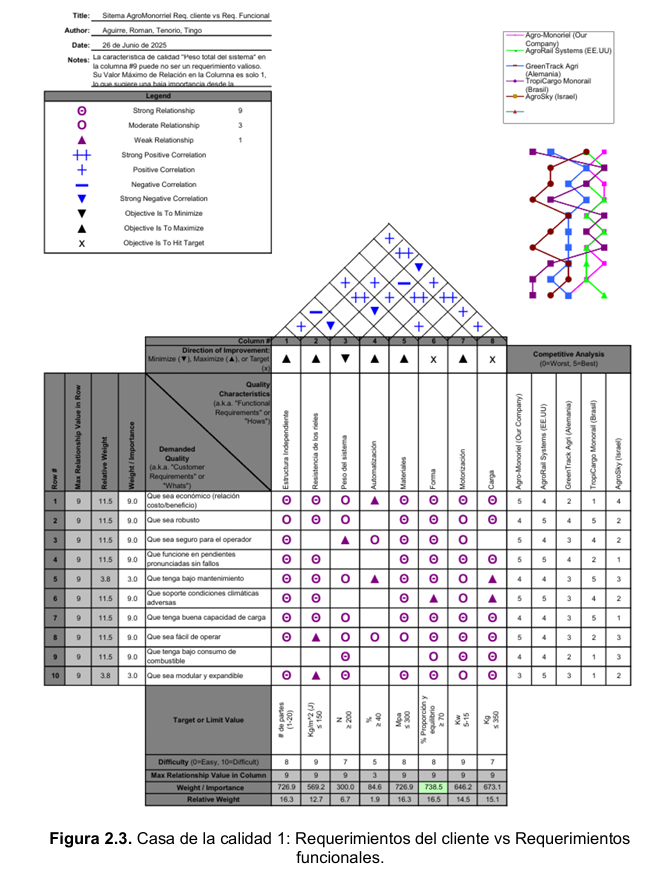 Title: Sitema AgroMonorriel Req. cliente vs Req. Funcional
Author: Aguirre, Roman, Tenorio, Tingo
Date: 26 de Junio de 2025
Notes: La caracteristica de calidad "Peso total del sistema" en
la columna #9 puede no ser un requerimiento valioso.
Su Valor Máximo de Relación en la Columna es solo 1,
lo que sugiere una baja importancia desde la
Legend
Strong Relationship 9
Moderate Relationship 3
Weak Relationship 1
Strong Positive Correlation
Positive Correlation
Negative Correlation
Strong Negative Correlation
Objective Is To Minimize
Objective Is To Maximize
X Objective Is To Hit Target
Agro-Monoriel (Our
Company)
AgroRail Systems (EE.UU)
GreenTrack Agri
(Alemania)
TropiCargo Monorail
(Brasil)
AgroSky (Israel)
Column # 1 2 3 4 5 6 7 8
Direction of Improvement:
Minimize (▼), Maximize (▲), or Target
(x)
▲ ▲ ▼ ▲ ▲ x ▲ x
Competitive Analysis
(0=Worst, 5=Best)
Row #
Max Relationship Value in Row
Relative Weight
Weight / Importance
Quality
Characteristics
(a.k.a. "Functional
Requirements" or
"Hows")
Demanded
Quality
(a.k.a. "Customer
Requirements" or
"Whats")
Estructura Independiente
Resistencia de los rieles
Peso del sistema
Automatización
Materiales
Forma
Motorización
Carga
Agro-Monoriel (Our Company)
AgroRail Systems (EE.UU)
GreenTrack Agri (Alemania)
TropiCargo Monorail (Brasil)
AgroSky (Israel)
1 9 11.5 9.0 Que sea económico (relación
costo/beneficio) Θ Θ O ▲ Θ Θ Θ Θ 5 4 2 1 4
2 9 11.5 9.0 Que sea robusto O Θ O Θ Θ O Θ 4 5 4 5 2
3 9 11.5 9.0 Que sea seguro para el operador ▲ O Θ Θ O 5 4 3 4 2
4 9 11.5 9.0 Que funcione en pendientes
pronunciadas sin fallos Θ Θ Θ Θ Θ Θ 5 5 4 2 1
5 9 3.8 3.0 Que tenga bajo mantenimiento Θ Θ O ▲ Θ Θ O ▲ 4 4 3 5 3
6 9 11.5 9.0 Que soporte condiciones climáticas
adversas Θ Θ Θ ▲ O ▲ 5 5 3 4 2
7 9 11.5 9.0 Que tenga buena capacidad de carga Θ Θ O Θ Θ Θ Θ 4 4 3 5 1
8 9 11.5 9.0 Que sea fácil de operar Θ ▲ O O O Θ Θ Θ 5 4 3 2 3
9 9 11.5 9.0 Que tenga bajo consumo de
combustible Θ O Θ Θ 4 4 2 1 3
10 9 3.8 3.0 Que sea modular y expandible Θ ▲ Θ Θ Θ O Θ 3 5 3 1 2
Target or Limit Value
# de partes
(1-20)
Kg/m^2 (J)
≤ 150
N
≥ 200
%
≥ 40
Mpa
≤ 300
% Proporción y
equilibrio
≥ 70
Kw
5-15
Kg
≤ 350
Difficulty (0=Easy, 10=Difficult) 8 9 7 5 8 8 9 7
Max Relationship Value in Column 9 9 9 3 9 9 9 9
Weight / Importance 726.9 569.2 300.0 84.6 726.9 738.5 646.2 673.1
Relative Weight 16.3 12.7 6.7 1.9 16.3 16.5 14.5 15.1
Figura 2.3. Casa de la calidad 1: Requerimientos del cliente vs Requerimientos
funcionales.